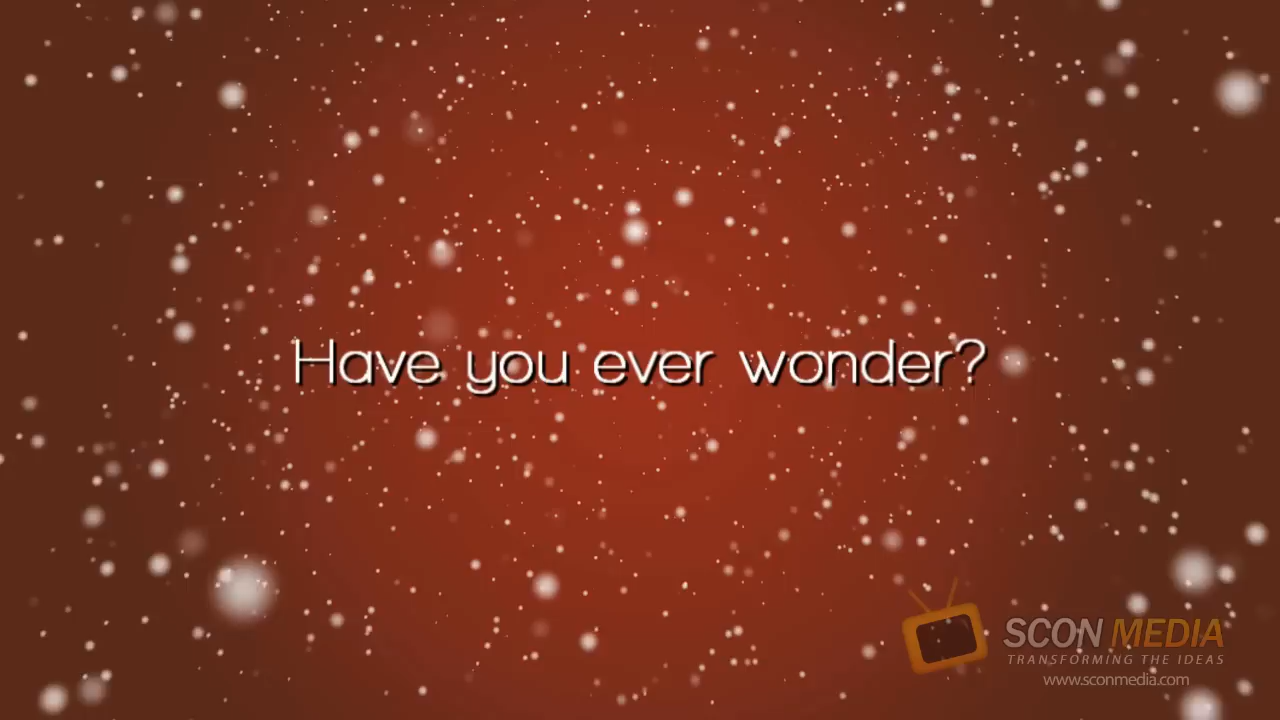 Have you ever wonder?
SCON MEDIA
TRANSFORMING THE IDEAS
www.sconmedia.com